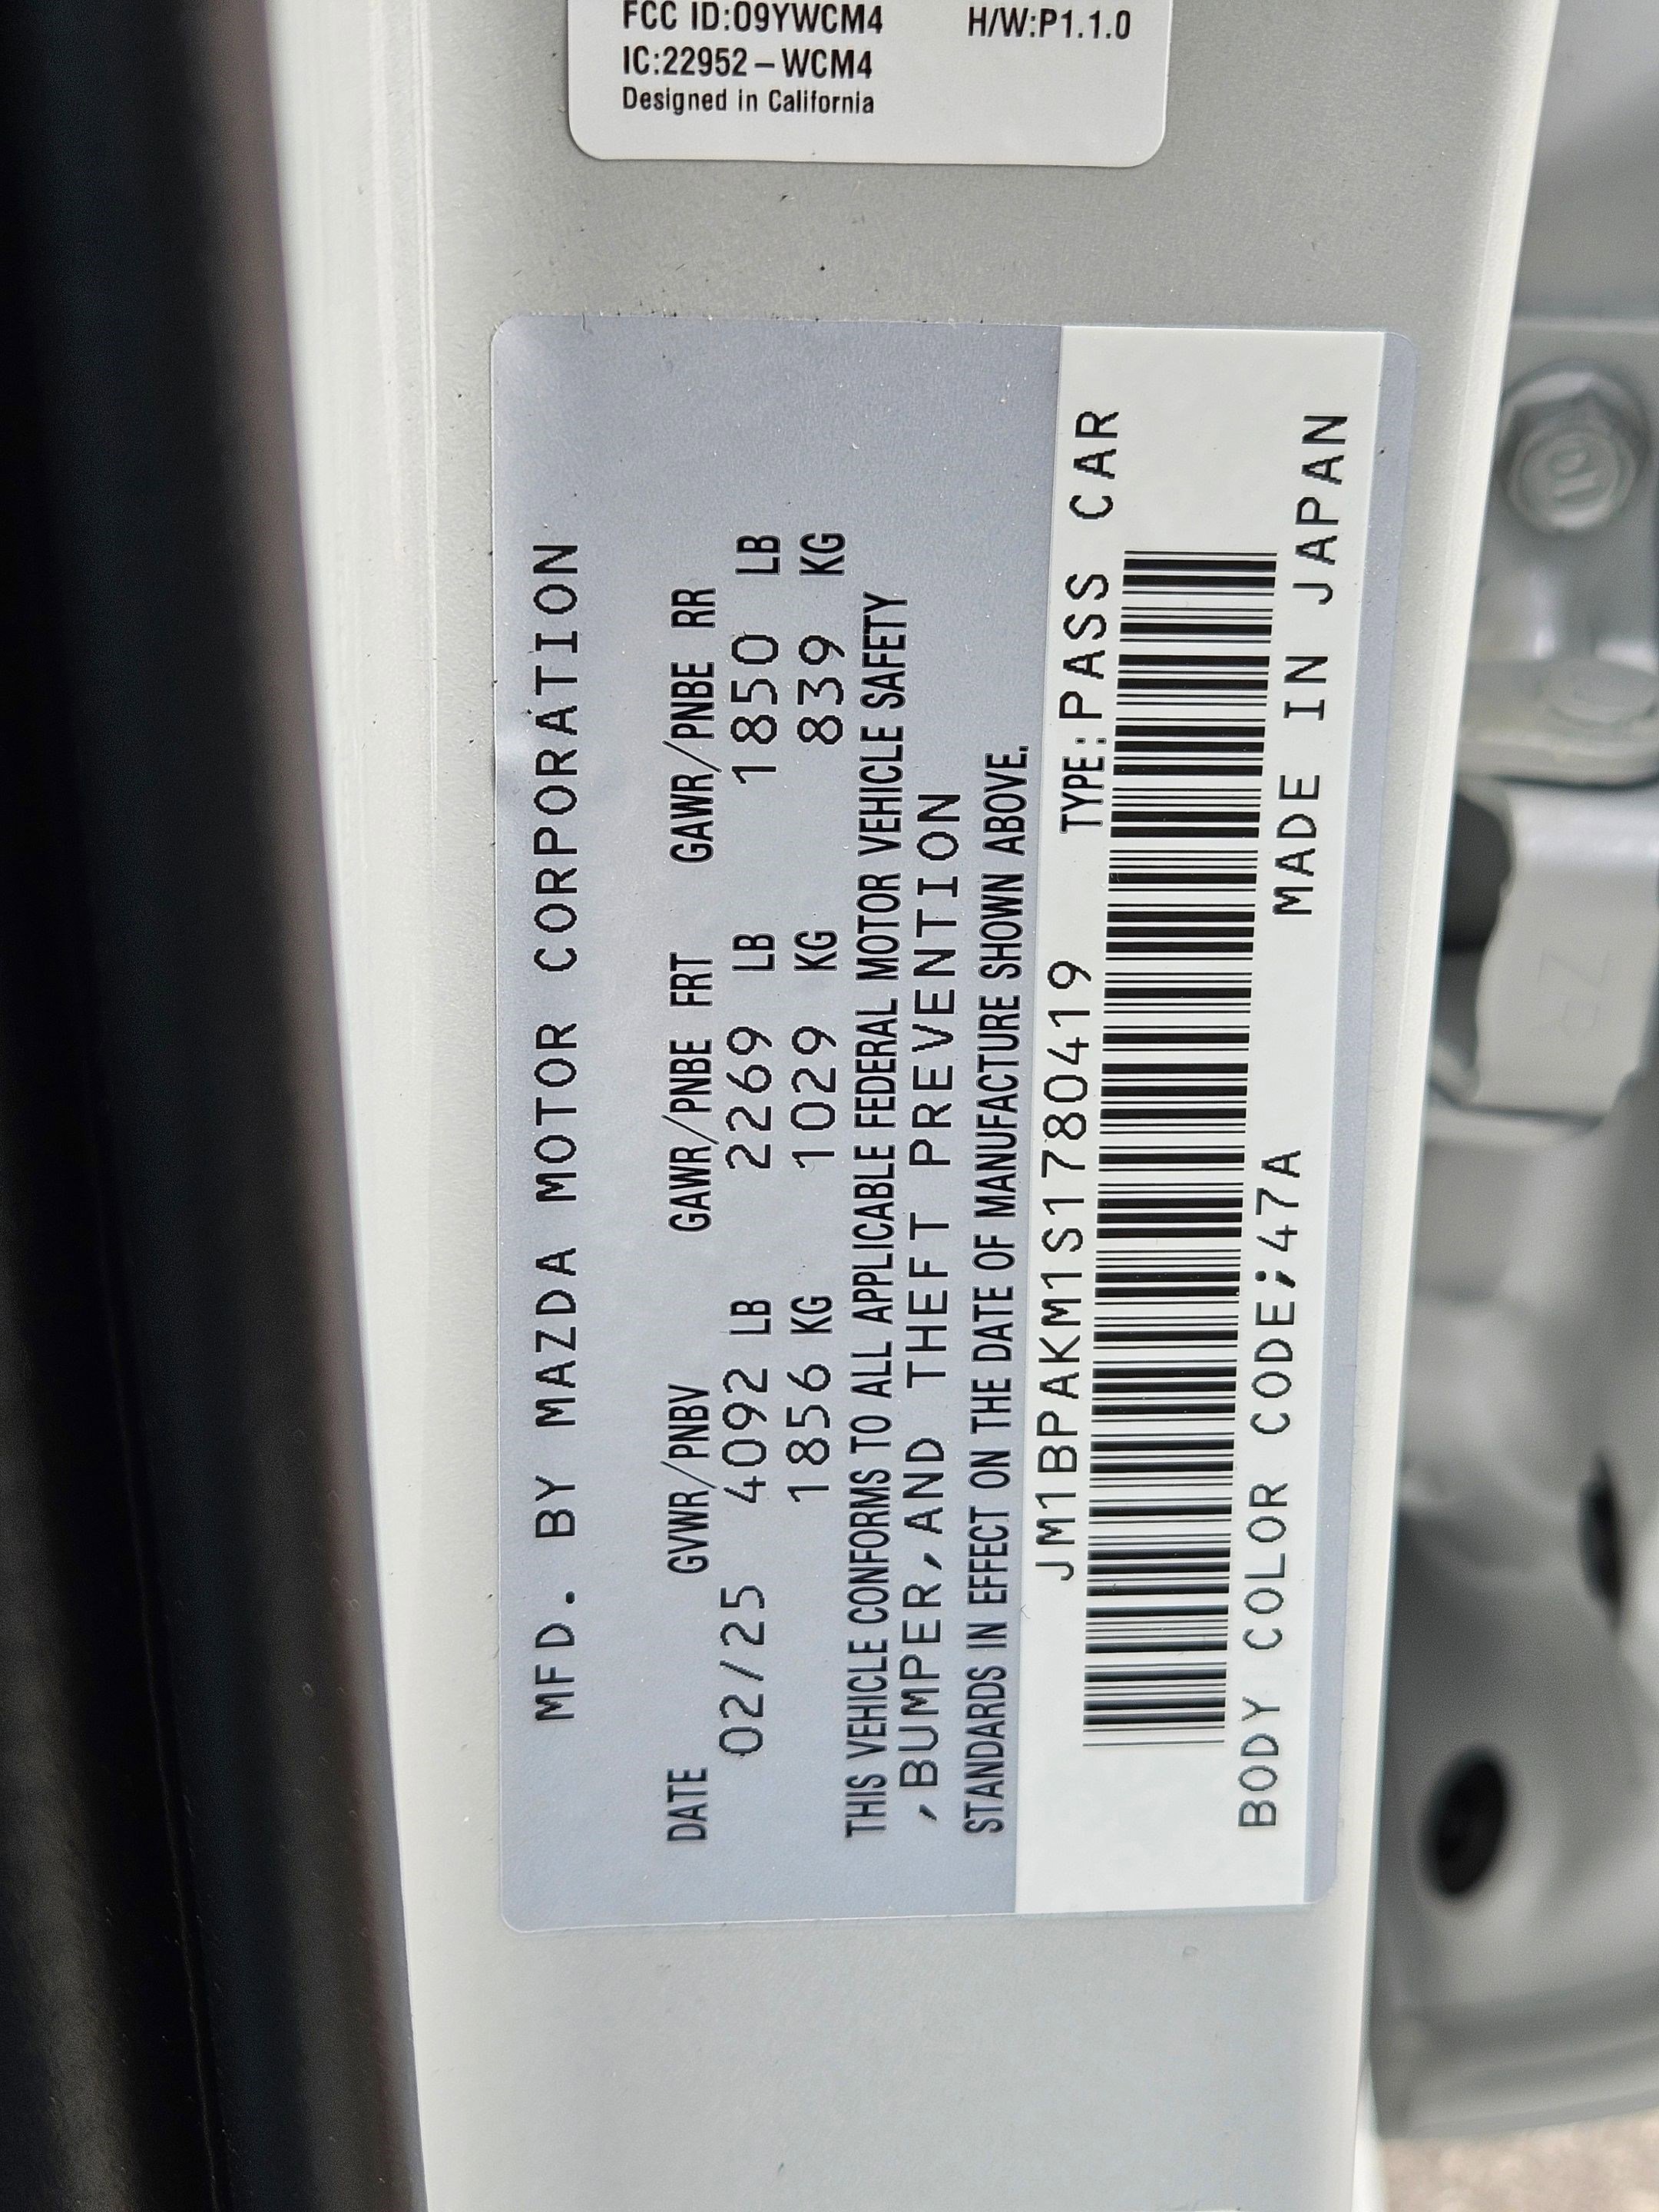 FCC ID:O9YWCM4 H/W:P1.1.0
IC:22952-WCM4
Designed in California
MFD. BY MAZDA MOTOR CORPORATION
DATE GVWR/PNBV GAWR/PNBE FRT GAWR/PNBE RR
02/25 4092 LB 2269 LB 1850 LB
1856 KG 1029 KG 839 KG
THIS VEHICLE CONFORMS TO ALL APPLICABLE FEDERAL MOTOR VEHICLE SAFETY
,BUMPER,AND THEFT PREVENTION
STANDARDS IN EFFECT ON THE DATE OF MANUFACTURE SHOWN ABOVE.
JM1BPAKM1S1780419 TYPE:PASS CAR
BODY COLOR CODE;47A MADE IN JAPAN